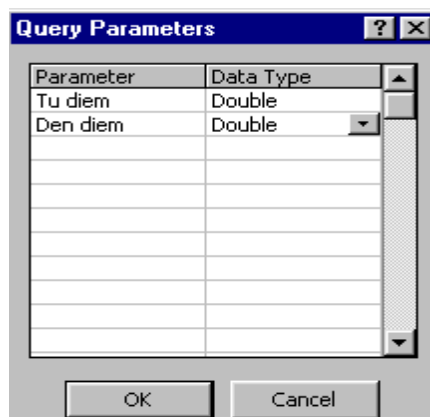 Query Parameters
Parameter Data Type
Tu diem Double
Den diem Double
OK Cancel